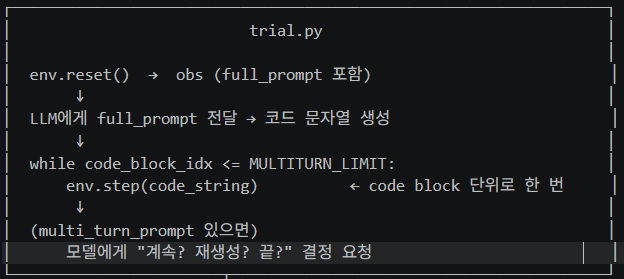 trial.py
env.reset() → obs (full_prompt 포함)
↓
LLM에게 full_prompt 전달 → 코드 문자열 생성
↓
while code_block_idx <= MULTITURN_LIMIT:
env.step(code_string) ← code block 단위로 한 번
↓
(multi_turn_prompt 있으면)
모델에게 "계속? 재생성? 끝?" 결정 요청